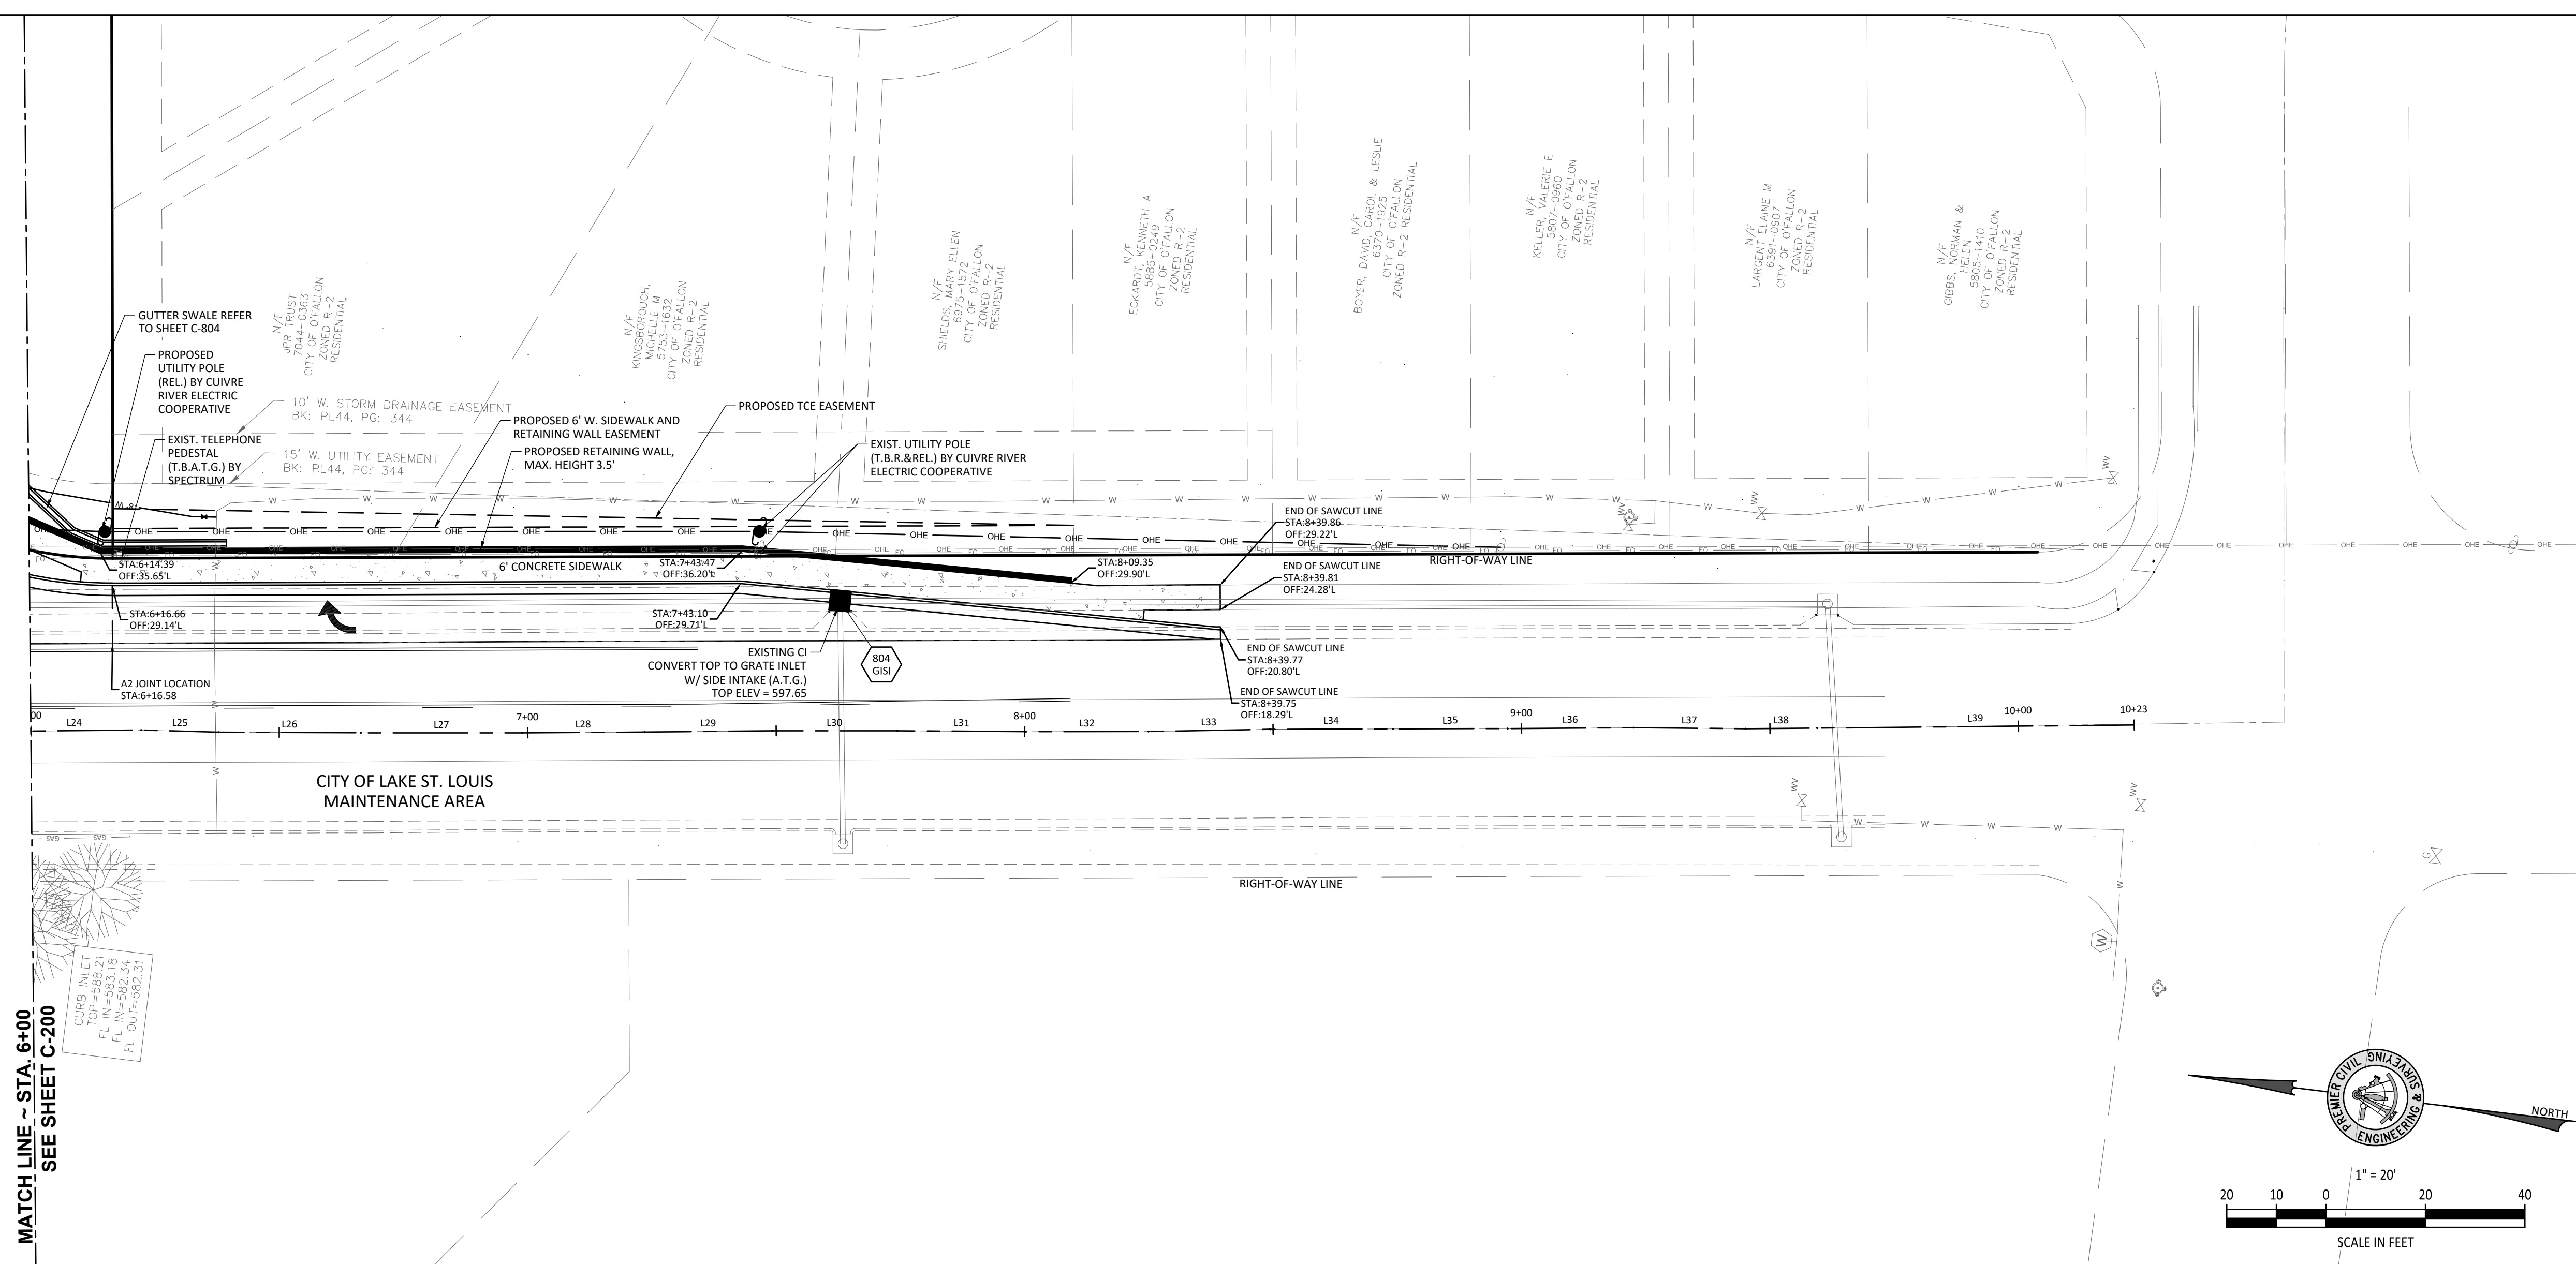 N/F
JPR TRUST
7044-0363
CITY OF O'FALLON
ZONED R-2
RESIDENTIAL
N/F
KINGSBOROUGH,
MICHELLE M
5753-1632
CITY OF O'FALLON
ZONED R-2
RESIDENTIAL
N/F
SHIELDS, MARY ELLEN
6975-1572
CITY OF O'FALLON
ZONED R-2
RESIDENTIAL
N/F
ECKARDT, KENNETH A
5885-0249
CITY OF O'FALLON
ZONED R-2
RESIDENTIAL
N/F
BOYER, DAVID, CAROL & LESLIE
6370-1925
CITY OF O'FALLON
ZONED R-2 RESIDENTIAL
N/F
KELLER, VALERIE E
5807-0960
CITY OF O'FALLON
ZONED R-2
RESIDENTIAL
N/F
LARGENT ELAINE M
6391-0907
CITY OF O'FALLON
ZONED R-2
RESIDENTIAL
N/F
GIBBS, NORMAN &
HELEN
5805-1410
CITY OF O'FALLON
ZONED R-2
RESIDENTIAL
GUTTER SWALE REFER
TO SHEET C-804
PROPOSED
UTILITY POLE
(REL.) BY CUIVRE
RIVER ELECTRIC
COOPERATIVE
10' W. STORM DRAINAGE EASEMENT
BK: PL44, PG: 344
EXIST. TELEPHONE
PEDESTAL
(T.B.A.T.G.) BY
SPECTRUM
15' W. UTILITY EASEMENT
BK: PL44, PG: 344
PROPOSED 6' W. SIDEWALK AND
RETAINING WALL EASEMENT
PROPOSED RETAINING WALL,
MAX. HEIGHT 3.5'
PROPOSED TCE EASEMENT
EXIST. UTILITY POLE
(T.B.R.&REL.) BY CUIVRE RIVER
ELECTRIC COOPERATIVE
STA:6+14.39
OFF:35.65'L
6' CONCRETE SIDEWALK
STA:7+43.47
OFF:36.20'L
STA:8+09.35
OFF:29.90'L
END OF SAWCUT LINE
STA:8+39.86
OFF:29.22'L
END OF SAWCUT LINE
STA:8+39.81
OFF:24.28'L
RIGHT-OF-WAY LINE
STA:6+16.66
OFF:29.14'L
STA:7+43.10
OFF:29.71'L
EXISTING CI
CONVERT TOP TO GRATE INLET
W/ SIDE INTAKE (A.T.G.)
TOP ELEV = 597.65
804
GISI
END OF SAWCUT LINE
STA:8+39.77
OFF:20.80'L
END OF SAWCUT LINE
STA:8+39.75
OFF:18.29'L
A2 JOINT LOCATION
STA:6+16.58
00
L24
L25
L26
L27
7+00
L28
L29
L30
L31
8+00
L32
L33
L34
L35
9+00
L36
L37
L38
L39
10+00
10+23
CITY OF LAKE ST. LOUIS
MAINTENANCE AREA
GAS
GAS
WV
WV
WV
WV
WV
G
W
RIGHT-OF-WAY LINE
CURB INLET
TOP=588.21
FL IN=583.18
FL IN=582.34
FL OUT=582.31
MATCH LINE ~ STA. 6+00
SEE SHEET C-200
PREMIER CIVIL
ENGINEERING & SURVEYING
NORTH
1" = 20'
20 10 0 20 40
SCALE IN FEET